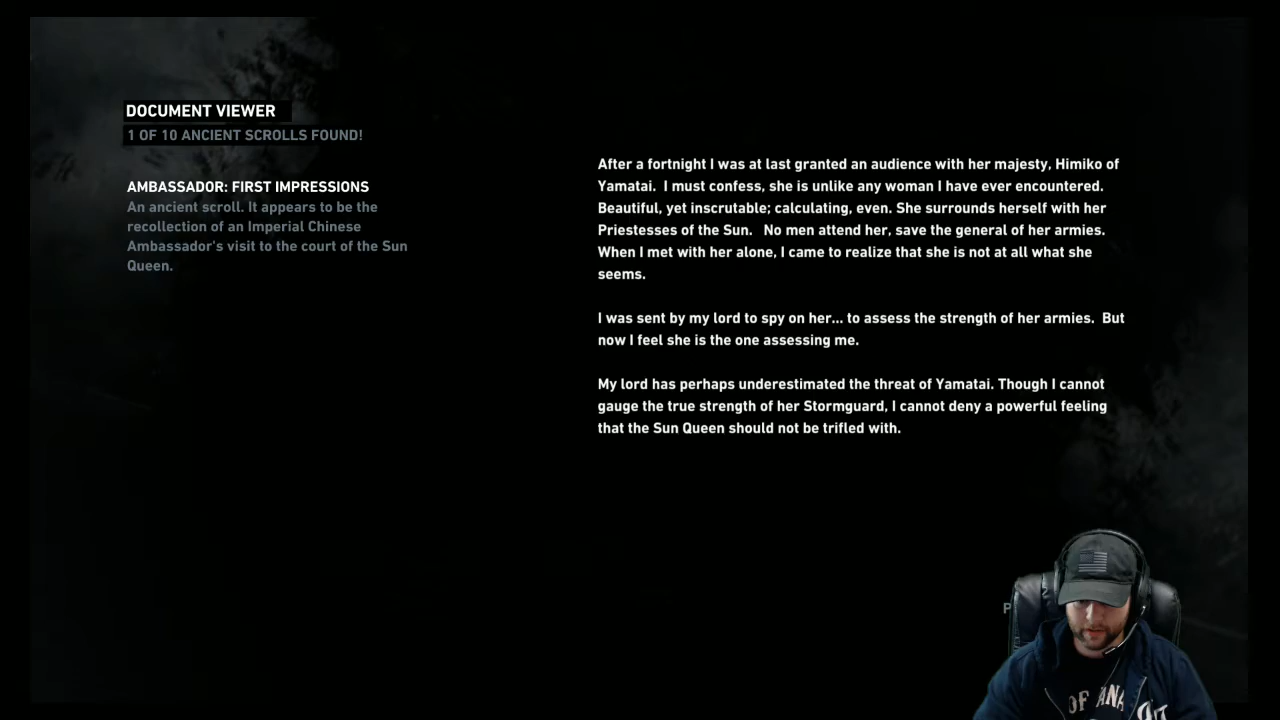 DOCUMENT VIEWER
1 OF 10 ANCIENT SCROLLS FOUND!
AMBASSADOR: FIRST IMPRESSIONS
An ancient scroll. It appears to be the
recollection of an Imperial Chinese
Ambassador's visit to the court of the Sun
Queen.
After a fortnight I was at last granted an audience with her majesty, Himiko of
Yamatai. I must confess, she is unlike any woman I have ever encountered.
Beautiful, yet inscrutable; calculating, even. She surrounds herself with her
Priestesses of the Sun. No men attend her, save the general of her armies.
When I met with her alone, I came to realize that she is not at all what she
seems.
I was sent by my lord to spy on her... to assess the strength of her armies. But
now I feel she is the one assessing me.
My lord has perhaps underestimated the threat of Yamatai. Though I cannot
gauge the true strength of her Stormguard, I cannot deny a powerful feeling
that the Sun Queen should not be trifled with.
P
OF ANA